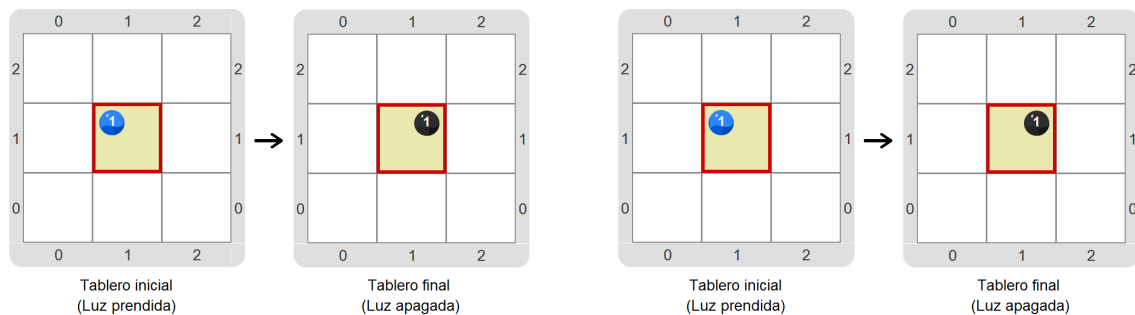 0 1 2 0 1 2 0 1 2 0 1 2
2 2 2 2 2 2 2 2
1 1 1 1 1 1 1 1 1 1 1 1
0 0 0 0 0 0 0 0
0 1 2 0 1 2 0 1 2 0 1 2
Tablero inicial Tablero final Tablero inicial Tablero final
(Luz prendida) (Luz apagada) (Luz prendida) (Luz apagada)